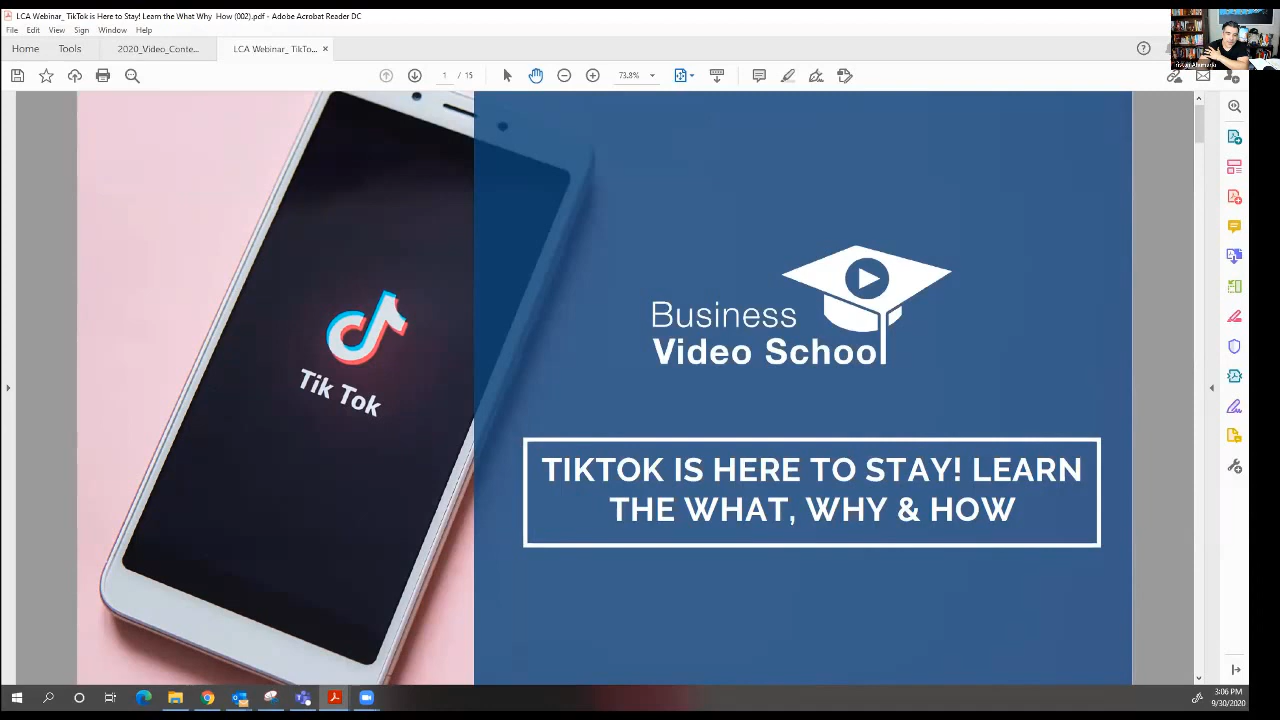 LCA Webinar_ TikTok is Here to Stay! Learn the What Why  How (002).pdf - Adobe Acrobat Reader DC
File Edit View Sign Window Help
Home Tools 2020_Video_Conte... LCA Webinar_ TikTo... ×
1 / 15 73.8%
Tik Tok
Business
Video School
TIKTOK IS HERE TO STAY! LEARN
THE WHAT, WHY & HOW
3:06 PM
9/30/2020